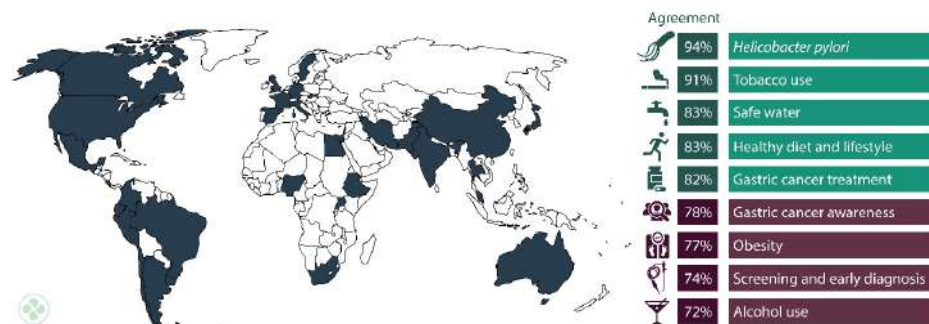 Agreement
94% Helicobacter pylori
91% Tobacco use
83% Safe water
83% Healthy diet and lifestyle
82% Gastric cancer treatment
78% Gastric cancer awareness
77% Obesity
74% Screening and early diagnosis
72% Alcohol use